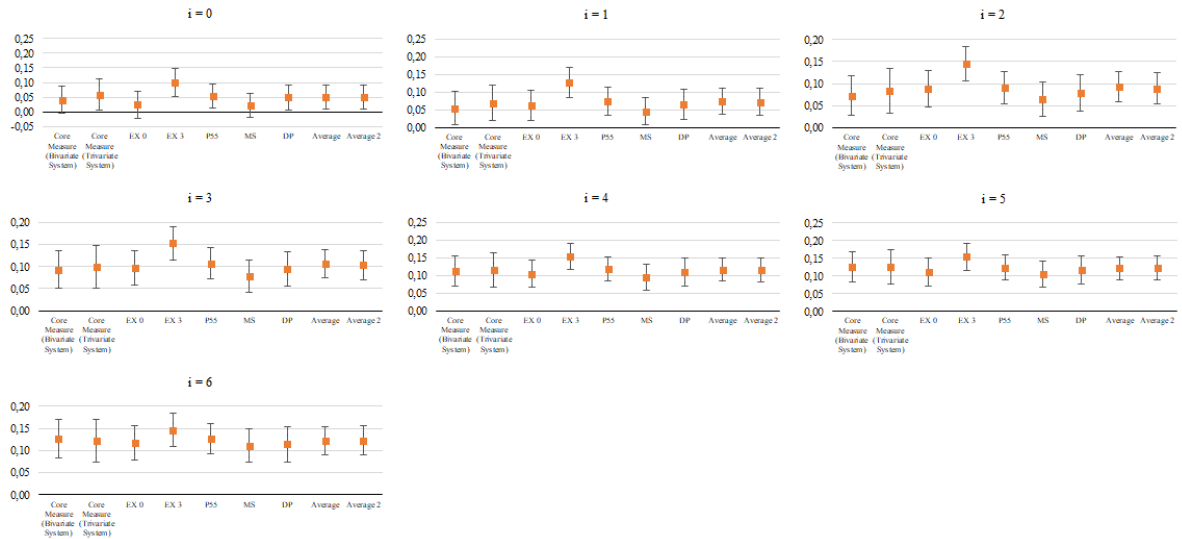 i = 0
0,25
0,20
0,15
0,10
0,05
0,00
-0,05
Core Measure (Bivariate System)
Core Measure (Trivariate System)
EX 0
EX 3
P55
MS
DP
Average
Average 2
i = 1
0,25
0,20
0,15
0,10
0,05
0,00
Core Measure (Bivariate System)
Core Measure (Trivariate System)
EX 0
EX 3
P55
MS
DP
Average
Average 2
i = 2
0,20
0,15
0,10
0,05
0,00
Core Measure (Bivariate System)
Core Measure (Trivariate System)
EX 0
EX 3
P55
MS
DP
Average
Average 2
i = 3
0,20
0,15
0,10
0,05
0,00
Core Measure (Bivariate System)
Core Measure (Trivariate System)
EX 0
EX 3
P55
MS
DP
Average
Average 2
i = 4
0,25
0,20
0,15
0,10
0,05
0,00
Core Measure (Bivariate System)
Core Measure (Trivariate System)
EX 0
EX 3
P55
MS
DP
Average
Average 2
i = 5
0,25
0,20
0,15
0,10
0,05
0,00
Core Measure (Bivariate System)
Core Measure (Trivariate System)
EX 0
EX 3
P55
MS
DP
Average
Average 2
i = 6
0,20
0,15
0,10
0,05
0,00
Core Measure (Bivariate System)
Core Measure (Trivariate System)
EX 0
EX 3
P55
MS
DP
Average
Average 2